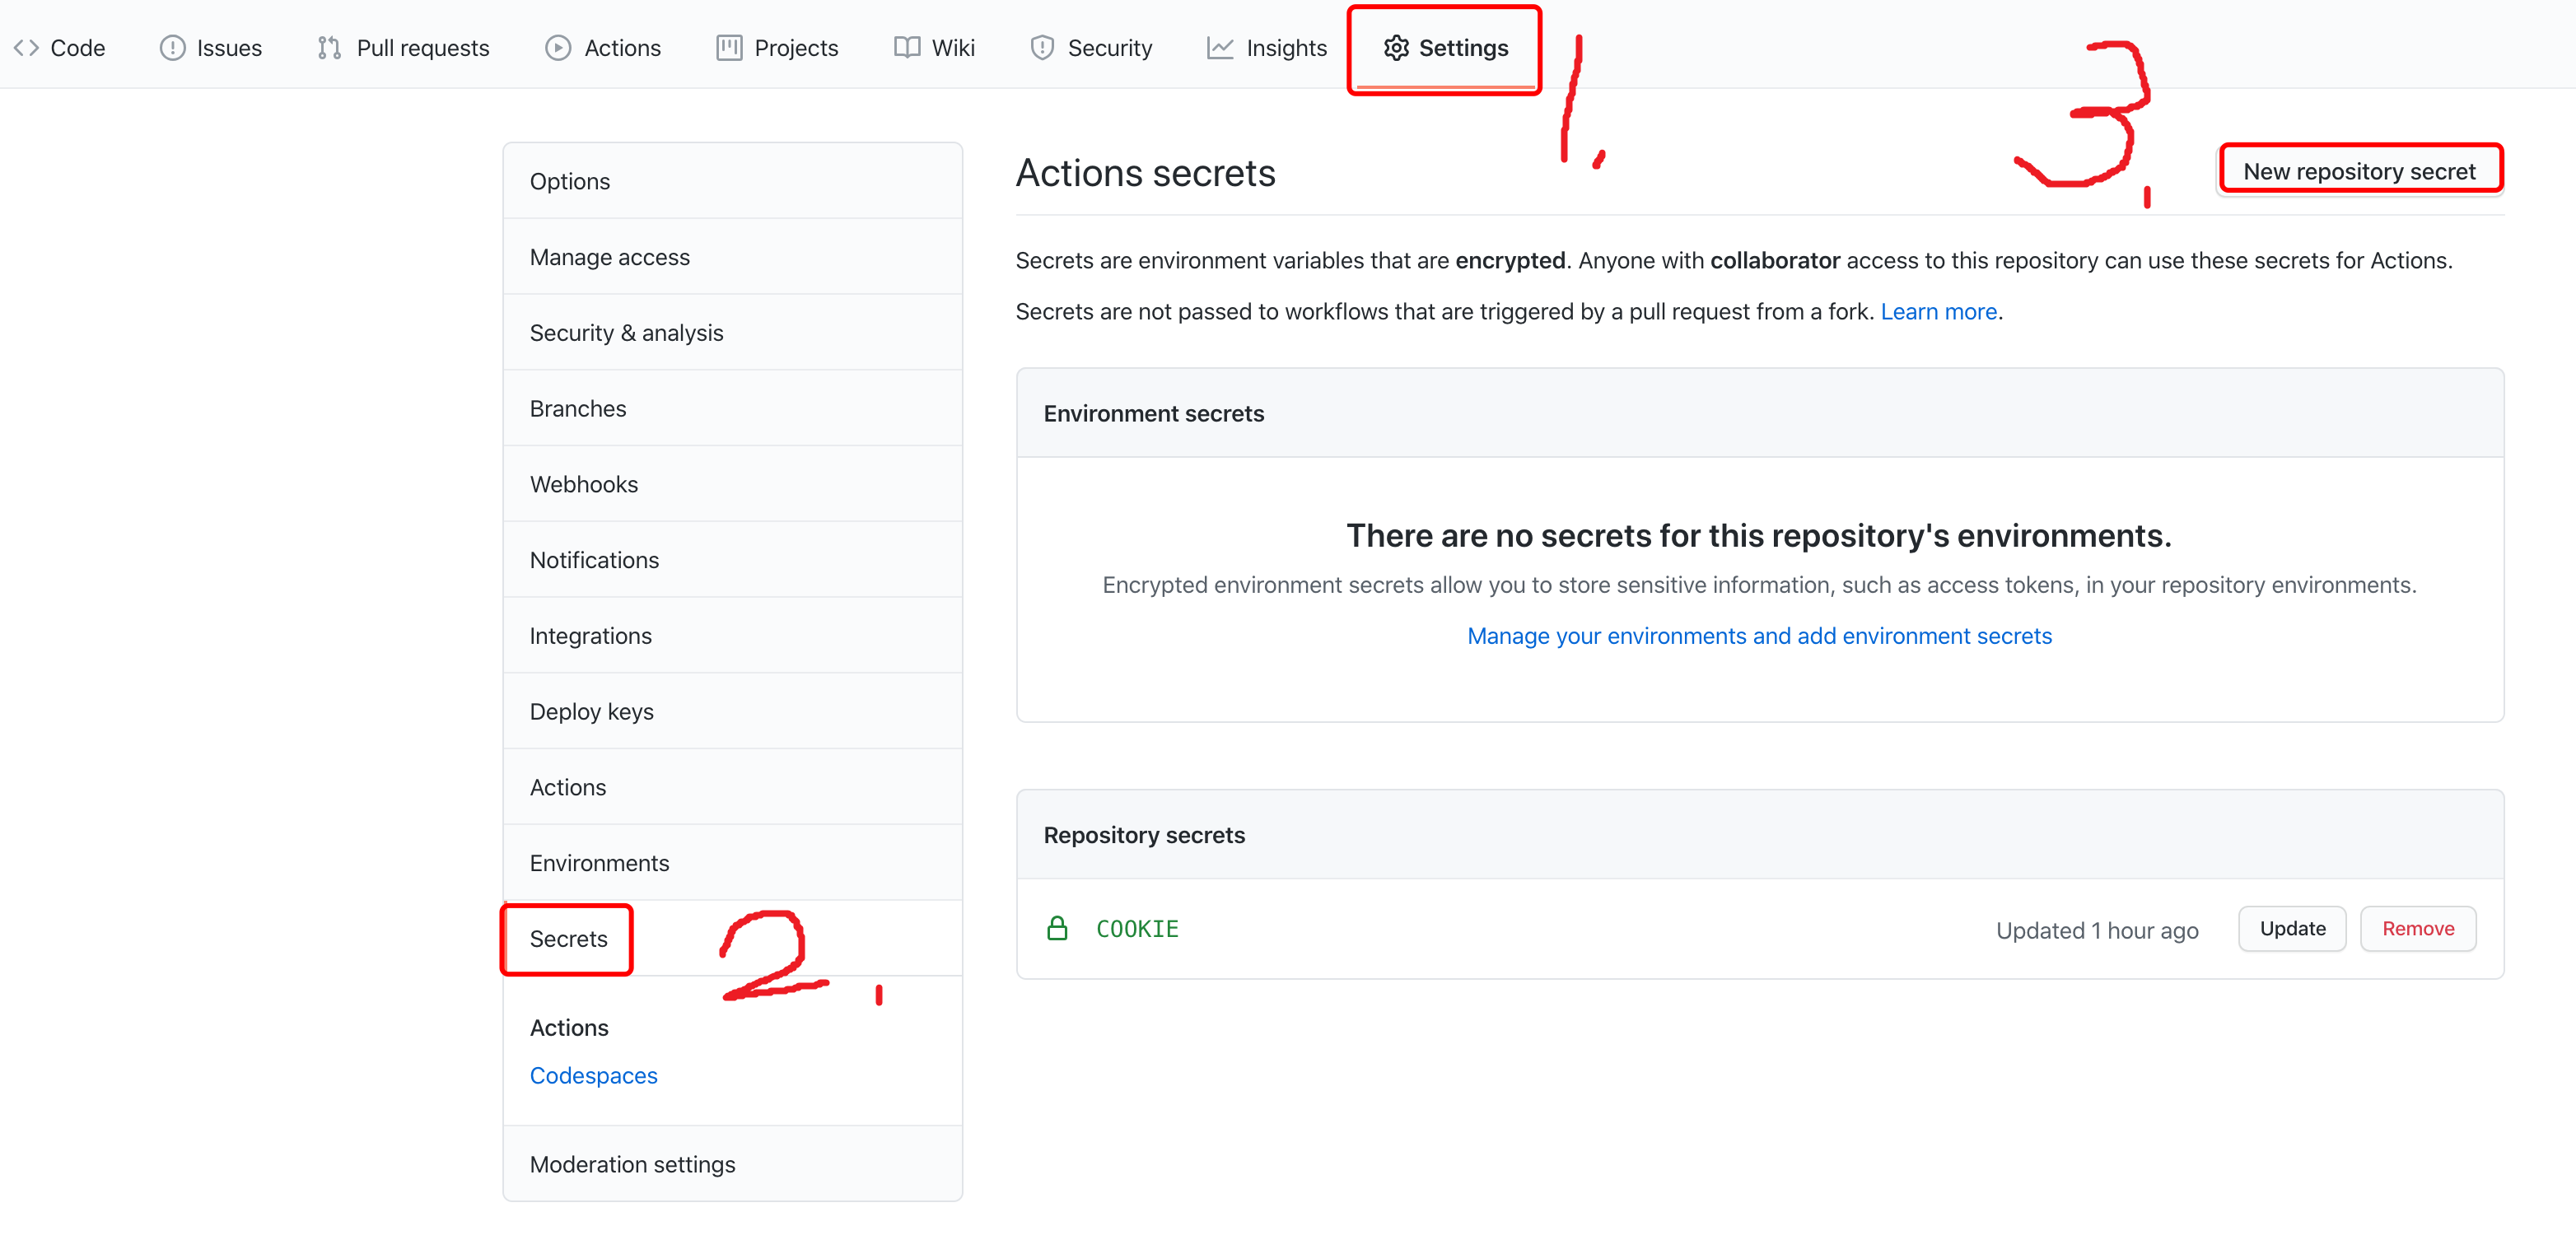 Code Issues Pull requests Actions Projects Wiki Security Insights Settings
1.
3.
Options
Manage access
Security & analysis
Branches
Webhooks
Notifications
Integrations
Deploy keys
Actions
Environments
Secrets
2.
Actions
Codespaces
Moderation settings
Actions secrets
New repository secret
Secrets are environment variables that are encrypted. Anyone with collaborator access to this repository can use these secrets for Actions.
Secrets are not passed to workflows that are triggered by a pull request from a fork. Learn more.
Environment secrets
There are no secrets for this repository's environments.
Encrypted environment secrets allow you to store sensitive information, such as access tokens, in your repository environments.
Manage your environments and add environment secrets
Repository secrets
COOKIE Updated 1 hour ago Update Remove